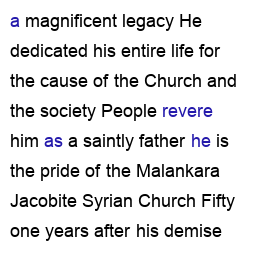 a magnificent legacy He
dedicated his entire life for
the cause of the Church and
the society People revere
him as a saintly father he is
the pride of the Malankara
Jacobite Syrian Church Fifty
one years after his demise